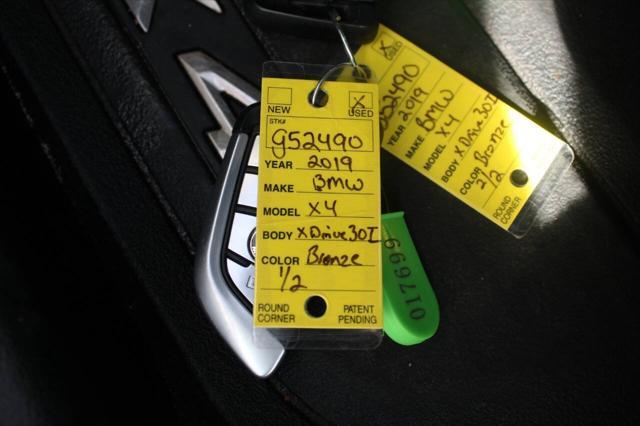 NEW X USED
STK#
g52490
YEAR 2019
MAKE BMW
MODEL X4
BODY XDrive30I
COLOR Bronze
1/2
ROUND CORNER PATENT PENDING
X USED
g52490
YEAR 2019
MAKE BMW
MODEL X4
BODY XDrive30I
COLOR Bronze
2/2
ROUND CORNER
017699